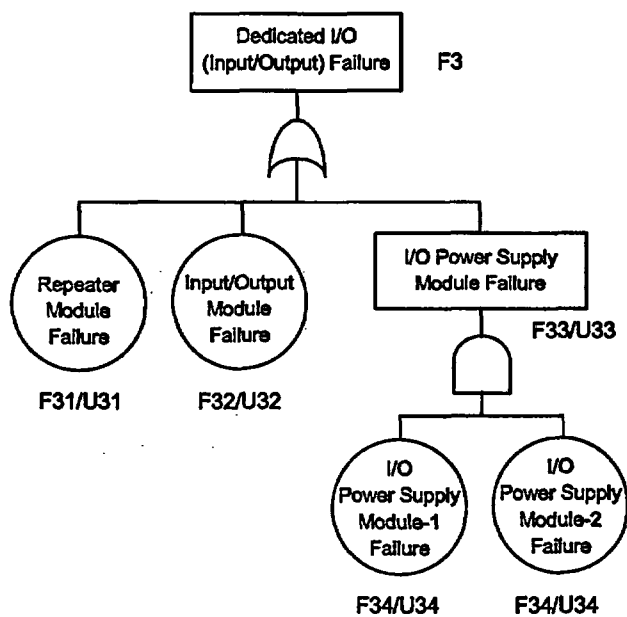 Dedicated I/O
(Input/Output) Failure
F3
Repeater
Module
Failure
F31/U31
Input/Output
Module
Failure
F32/U32
I/O Power Supply
Module Failure
F33/U33
I/O
Power Supply
Module-1
Failure
F34/U34
I/O
Power Supply
Module-2
Failure
F34/U34